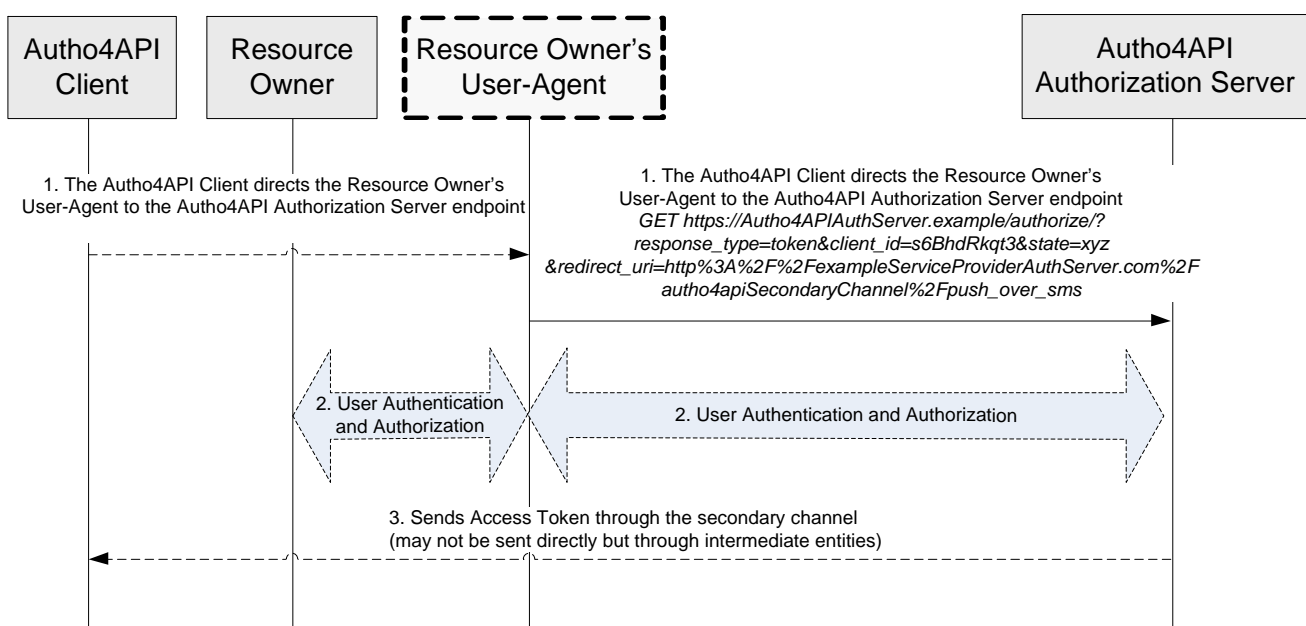 Autho4API
Client
Resource
Owner
Resource Owner’s
User-Agent
Autho4API
Authorization Server
1. The Autho4API Client directs the Resource Owner’s
User-Agent to the Autho4API Authorization Server endpoint
1. The Autho4API Client directs the Resource Owner’s
User-Agent to the Autho4API Authorization Server endpoint
GET https://Autho4APIAuthServer.example/authorize/?
response_type=token&client_id=s6BhdRkqt3&state=xyz
&redirect_uri=http%3A%2F%2FexampleServiceProviderAuthServer.com%2F
autho4apiSecondaryChannel%2Fpush_over_sms
2. User Authentication
and Authorization
2. User Authentication and Authorization
3. Sends Access Token through the secondary channel
(may not be sent directly but through intermediate entities)